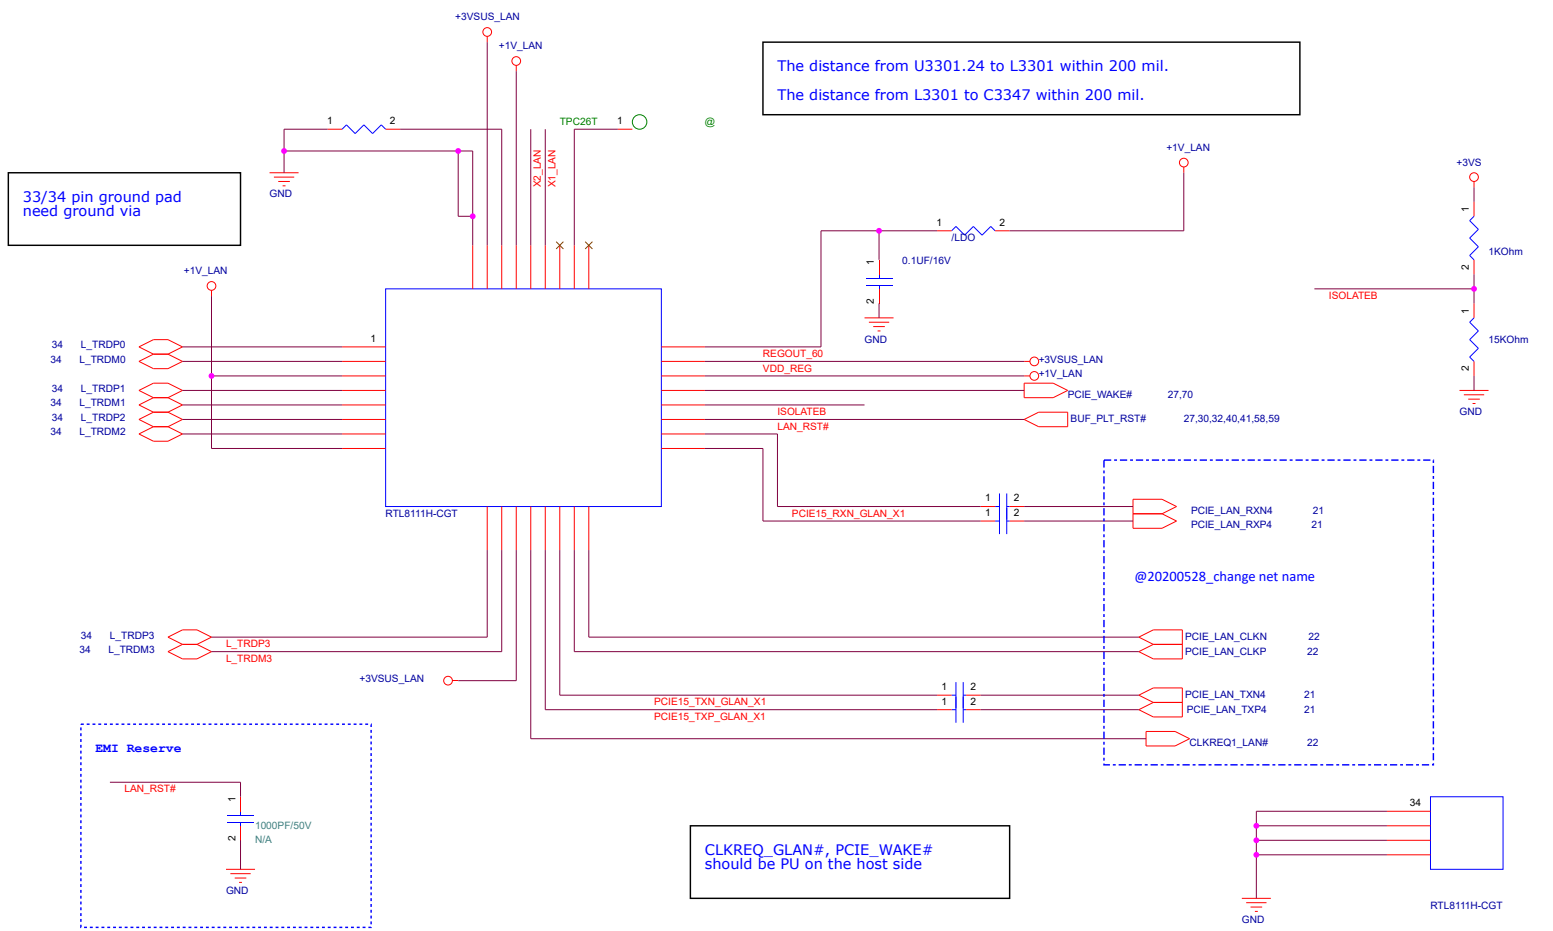 +3VSUS_LAN
+1V_LAN
The distance from U3301.24 to L3301 within 200 mil.
The distance from L3301 to C3347 within 200 mil.
1 2
TPC26T 1 @
X2_LAN
X1_LAN
GND
33/34 pin ground pad
need ground via
+1V_LAN
+3VS
1 2
/LDO
1
0.1UF/16V
2
GND
1
1KOhm
2
ISOLATEB
1
15KOhm
2
GND
+1V_LAN
34 L_TRDP0
34 L_TRDM0
34 L_TRDP1
34 L_TRDM1
34 L_TRDP2
34 L_TRDM2
1
RTL8111H-CGT
REGOUT_60
+3VSUS_LAN
VDD_REG
+1V_LAN
PCIE_WAKE# 27,70
ISOLATEB
BUF_PLT_RST# 27,30,32,40,41,58,59
LAN_RST#
1 2
PCIE15_RXN_GLAN_X1
1 2
PCIE_LAN_RXN4 21
PCIE_LAN_RXP4 21
@20200528_change net name
34 L_TRDP3
L_TRDP3
34 L_TRDM3
L_TRDM3
PCIE_LAN_CLKN 22
PCIE_LAN_CLKP 22
+3VSUS_LAN
1 2
PCIE15_TXN_GLAN_X1
1 2
PCIE15_TXP_GLAN_X1
PCIE_LAN_TXN4 21
PCIE_LAN_TXP4 21
CLKREQ1_LAN# 22
EMI Reserve
LAN_RST#
1
1000PF/50V
2
N/A
GND
CLKREQ_GLAN#, PCIE_WAKE#
should be PU on the host side
34
GND
RTL8111H-CGT